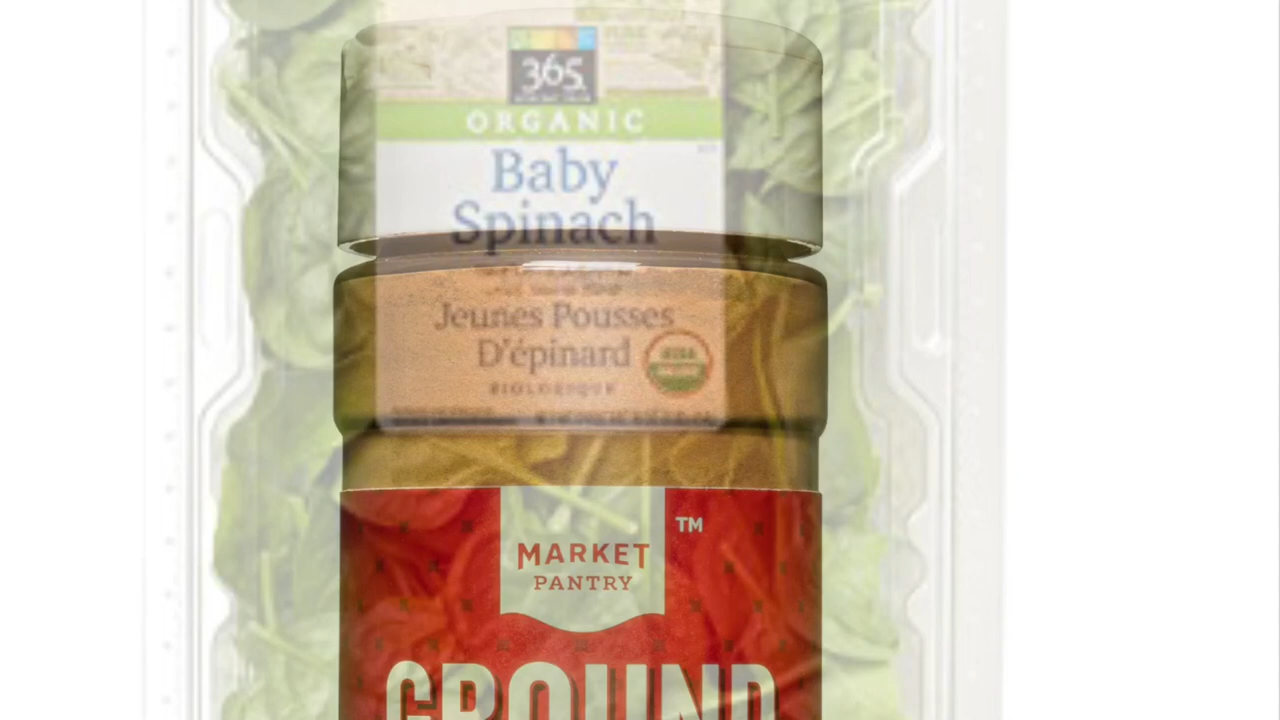 365
ORGANIC
Baby
Spinach
Jeunes Pousses
D'épinard
BIOLOGIQUE
TM
MARKET
PANTRY
GROUND